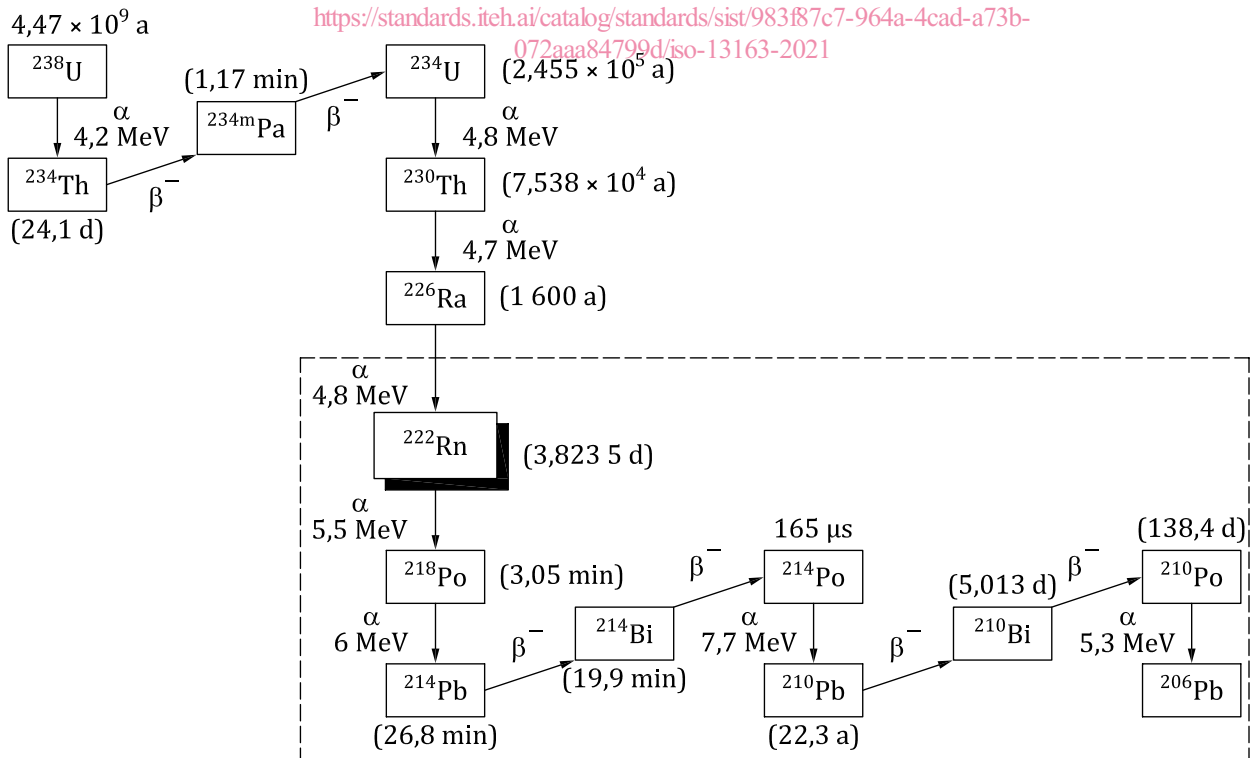 https://standards.iteh.ai/catalog/standards/sist/983f87c7-964a-4cad-a73b-
072aaa84799d/iso-13163-2021
4,47 × 10⁹ a
²³⁸U
α
4,2 MeV
²³⁴Th
(24,1 d)
β⁻
(1,17 min)
²³⁴ᵐPa
β⁻
²³⁴U
(2,455 × 10⁵ a)
α
4,8 MeV
²³⁰Th
(7,538 × 10⁴ a)
α
4,7 MeV
²²⁶Ra
(1 600 a)
α
4,8 MeV
²²²Rn
(3,823 5 d)
α
5,5 MeV
²¹⁸Po
(3,05 min)
α
6 MeV
²¹⁴Pb
(26,8 min)
β⁻
²¹⁴Bi
(19,9 min)
β⁻
165 µs
²¹⁴Po
α
7,7 MeV
²¹⁰Pb
(22,3 a)
β⁻
(5,013 d)
²¹⁰Bi
β⁻
(138,4 d)
²¹⁰Po
α
5,3 MeV
²⁰⁶Pb